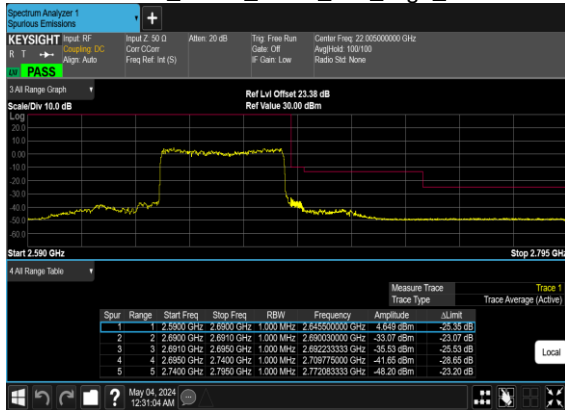 Spectrum Analyzer 1
Spurious Emissions
KEYSIGHT Input: RF Input Z: 50 Ω Atten: 20 dB Trig: Free Run Center Freq: 22.005000000 GHz
R T Coupling: DC Corr CCorr Gate: Off Avg|Hold: 100/100
Align: Auto Freq Ref: Int (S) IF Gain: Low Radio Std: None
PASS
3 All Range Graph Ref Lvl Offset 23.38 dB
Scale/Div 10.0 dB Ref Value 30.00 dBm
Log
20.0
10.0
0.00
-10.0
-20.0
-30.0
-40.0
-50.0
-60.0
Start 2.590 GHz Stop 2.795 GHz
4 All Range Table
Measure Trace Trace 1
Trace Type Trace Average (Active)
Spur Range Start Freq Stop Freq RBW Frequency Amplitude ΔLimit
1 1 2.5900 GHz 2.6900 GHz 1.000 MHz 2.645500000 GHz 4.649 dBm -25.35 dB
2 2 2.6900 GHz 2.6910 GHz 1.000 MHz 2.690030000 GHz -33.07 dBm -23.07 dB
3 3 2.6910 GHz 2.6950 GHz 1.000 MHz 2.692233333 GHz -35.53 dBm -25.53 dB
4 4 2.6950 GHz 2.7400 GHz 1.000 MHz 2.709775000 GHz -41.65 dBm -28.65 dB
5 5 2.7400 GHz 2.7950 GHz 1.000 MHz 2.772083333 GHz -48.20 dBm -23.20 dB
Local
May 04, 2024
12:31:04 AM